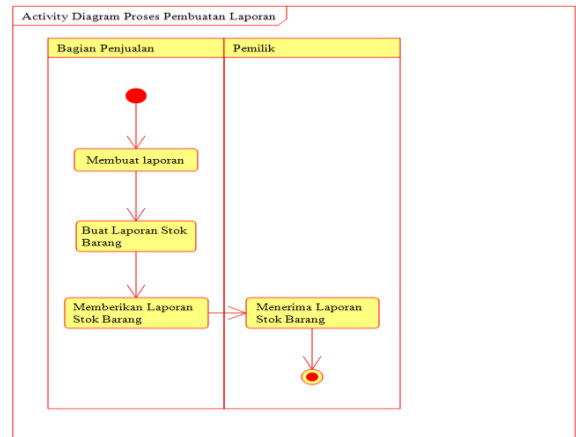 Activity Diagram Proses Pembuatan Laporan
Bagian Penjualan
Pemilik
Membuat laporan
Buat Laporan Stok
Barang
Memberikan Laporan
Stok Barang
Menerima Laporan
Stok Barang